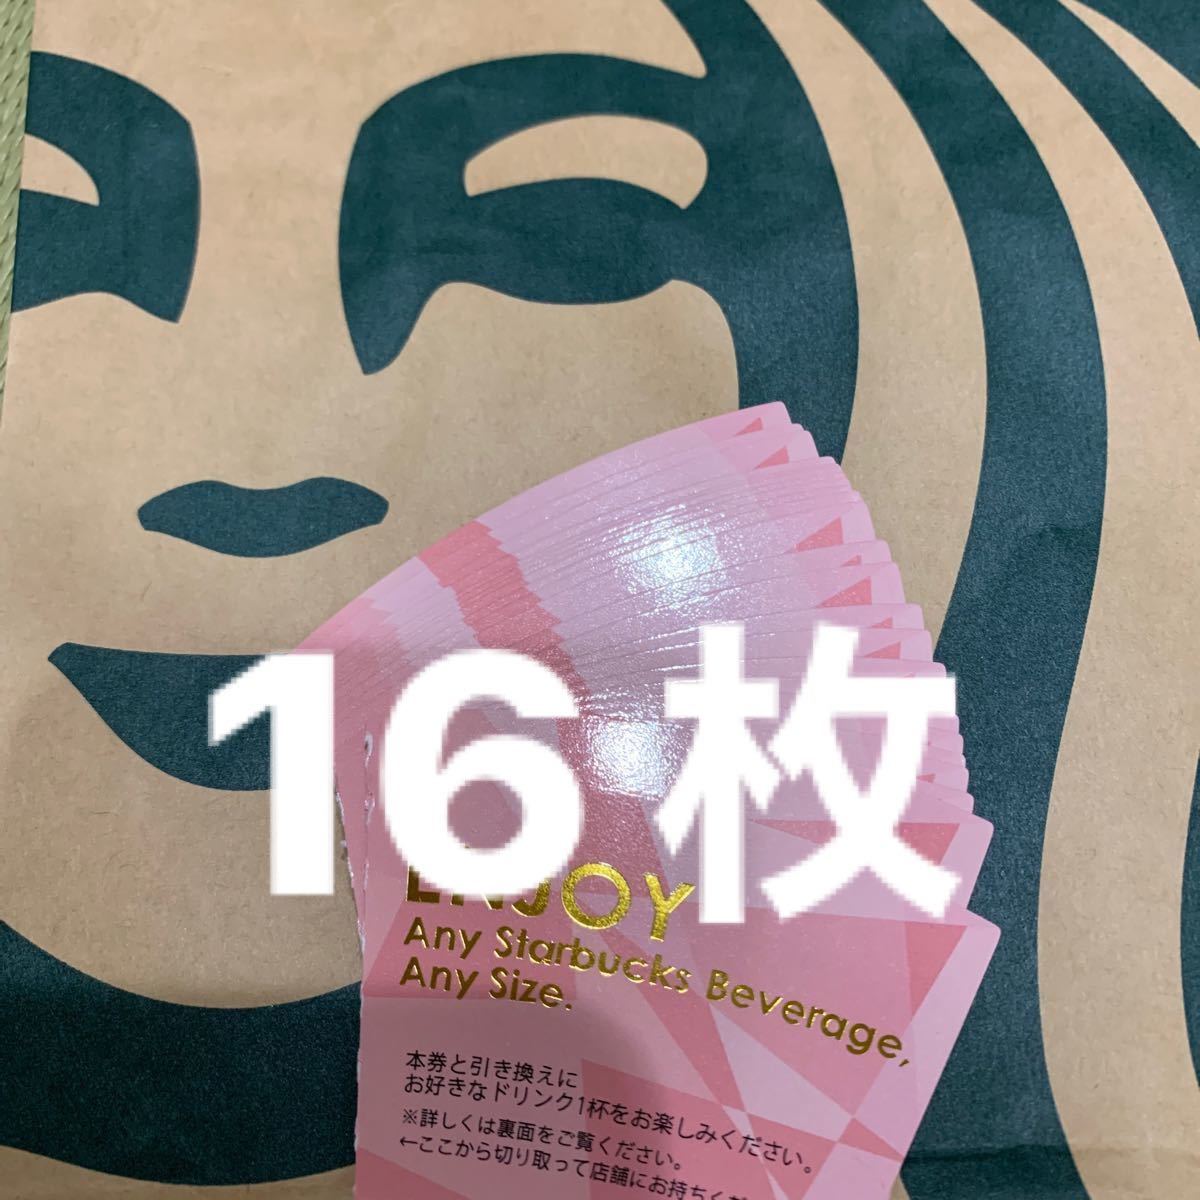 16枚
ENJOY
Any Starbucks Beverage,
Any Size.
本券と引き換えに
お好きなドリンク1杯をお楽しみください。
※詳しくは裏面をご覧ください。
←ここから切り取って店舗にお持ちくだ